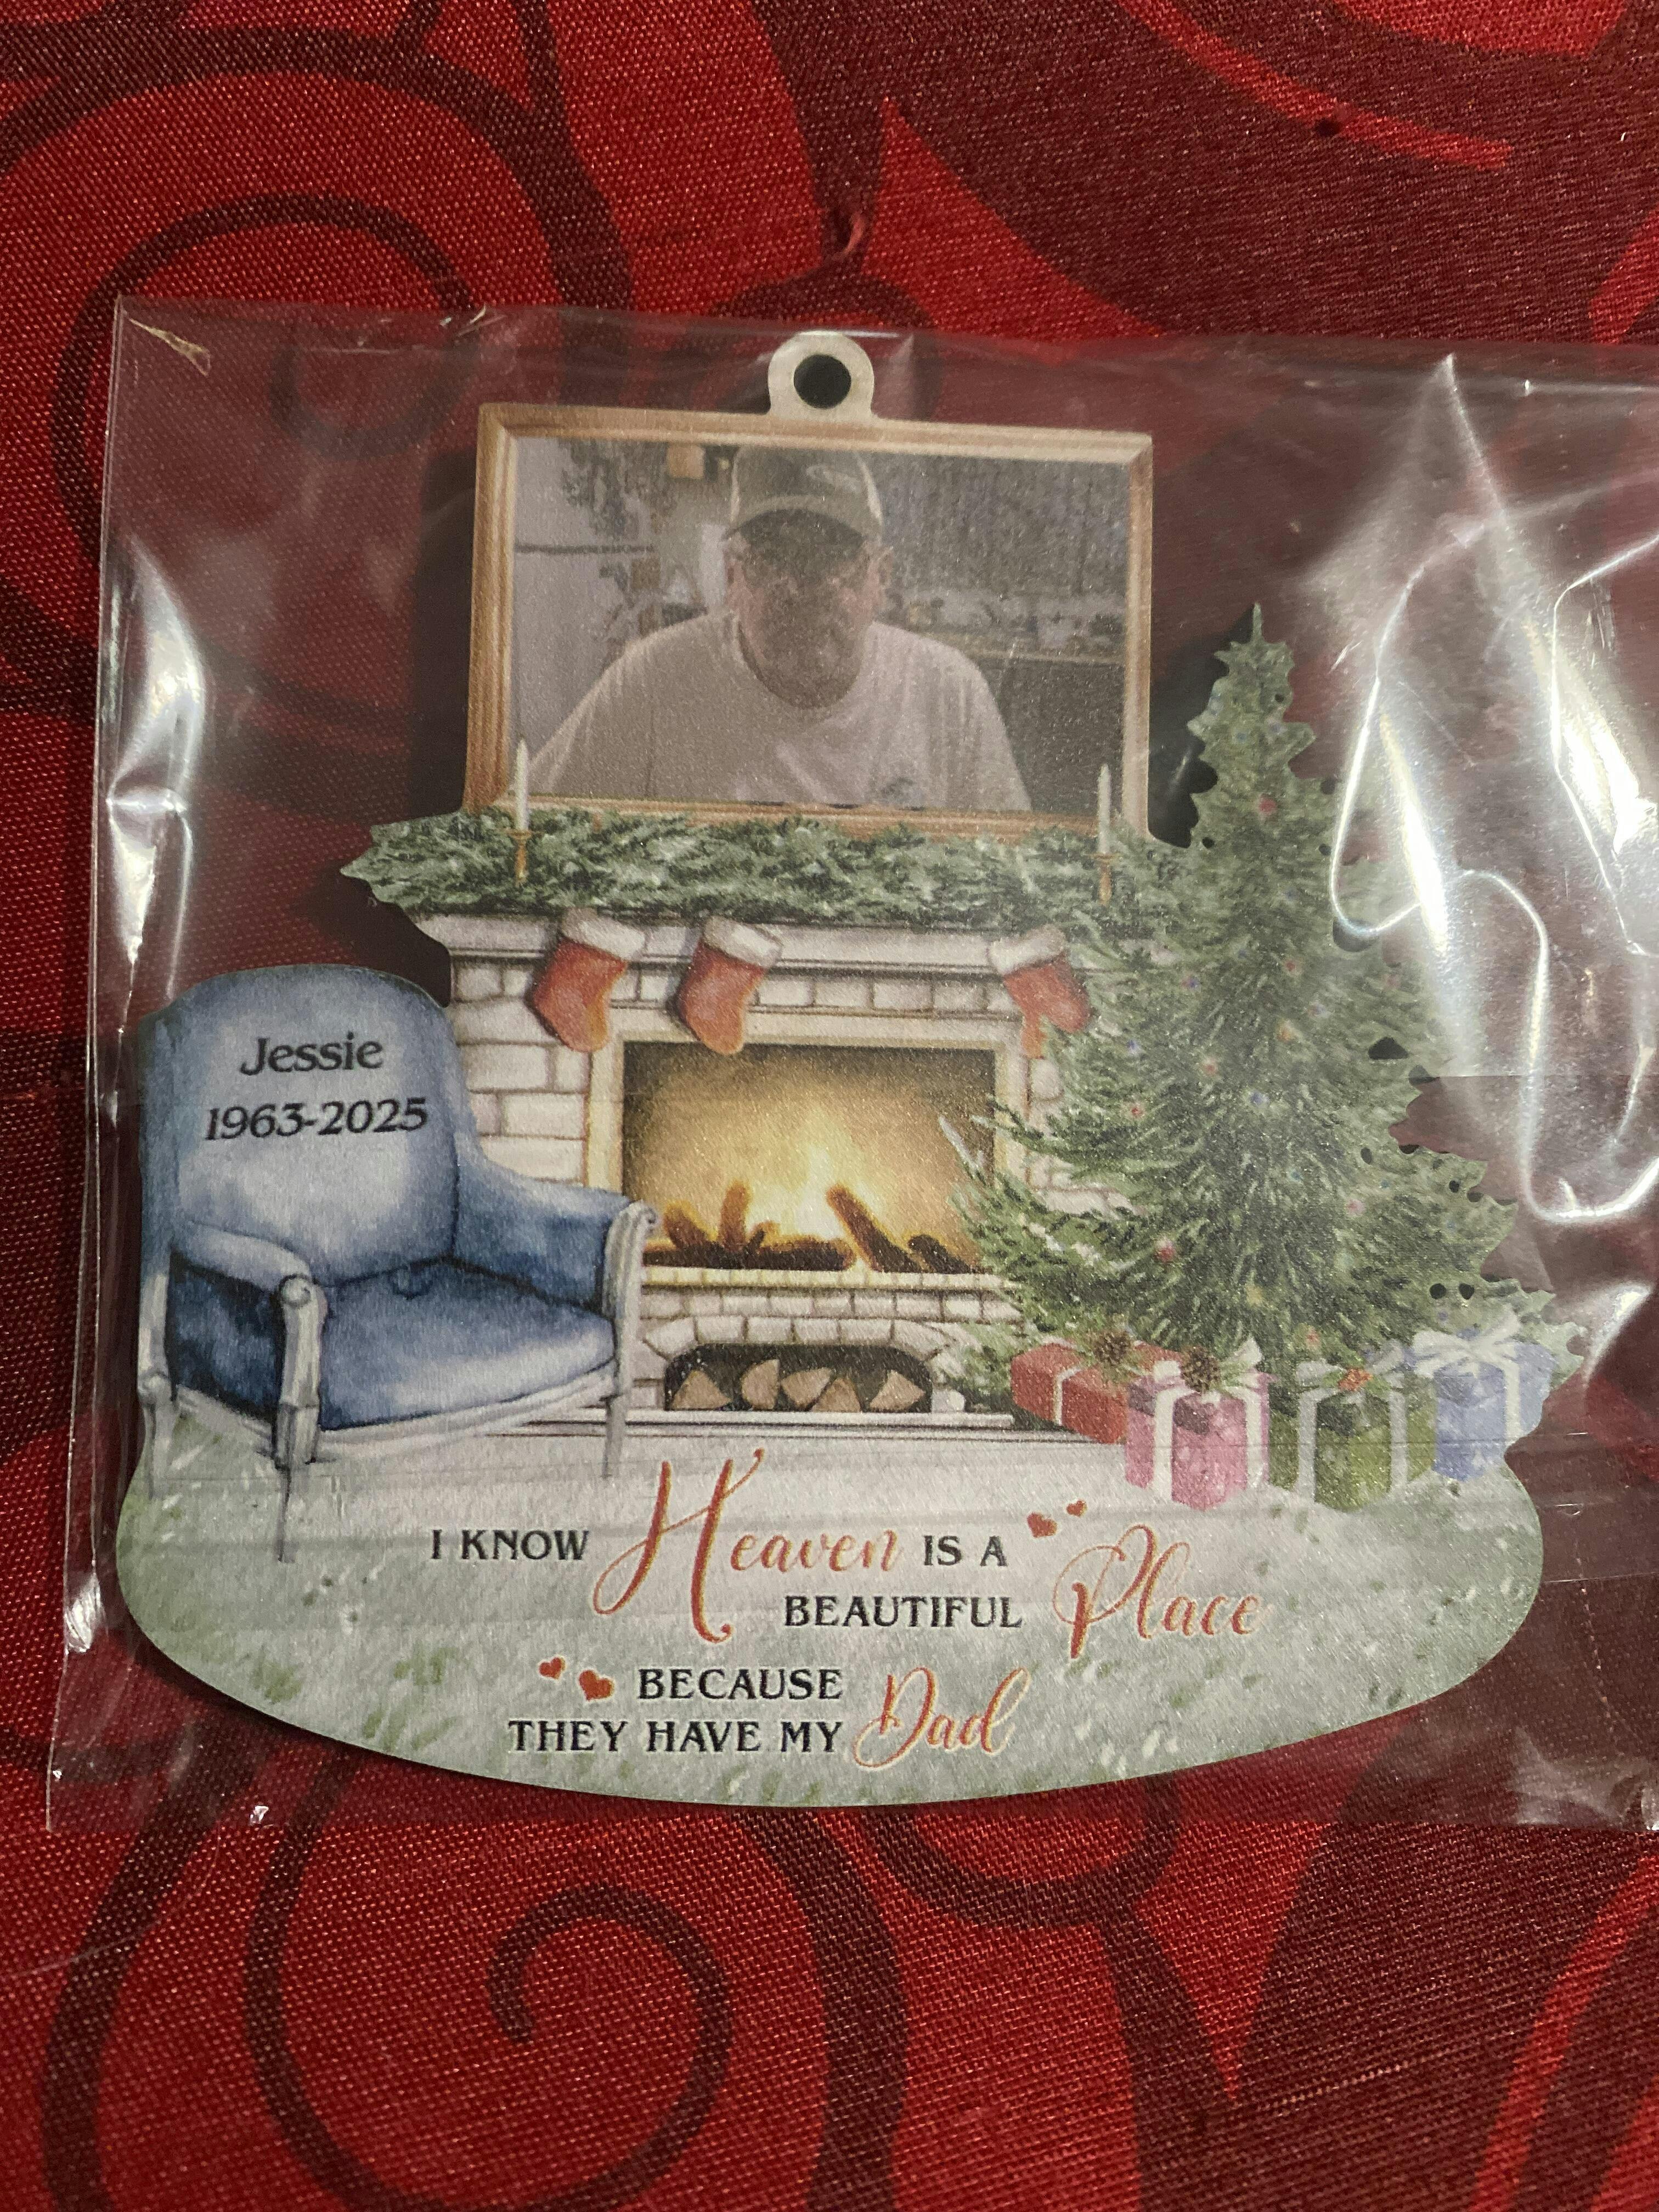 Jessie
1963-2025
I KNOW Heaven IS A
BEAUTIFUL Place
BECAUSE
THEY HAVE MY Dad